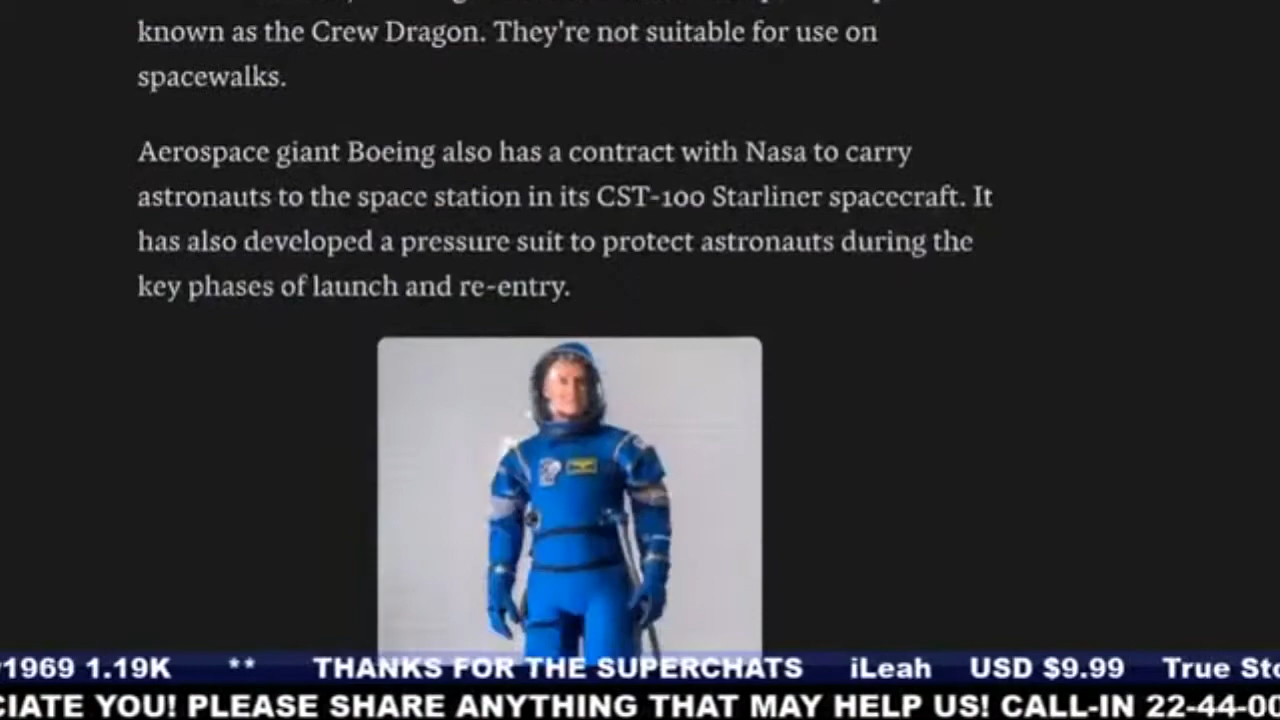 known as the Crew Dragon. They're not suitable for use on
spacewalks.
Aerospace giant Boeing also has a contract with Nasa to carry
astronauts to the space station in its CST-100 Starliner spacecraft. It
has also developed a pressure suit to protect astronauts during the
key phases of launch and re-entry.
1969 1.19K ** THANKS FOR THE SUPERCHATS iLeah USD $9.99 True
CIATE YOU! PLEASE SHARE ANYTHING THAT MAY HELP US! CALL-IN 22-44-00